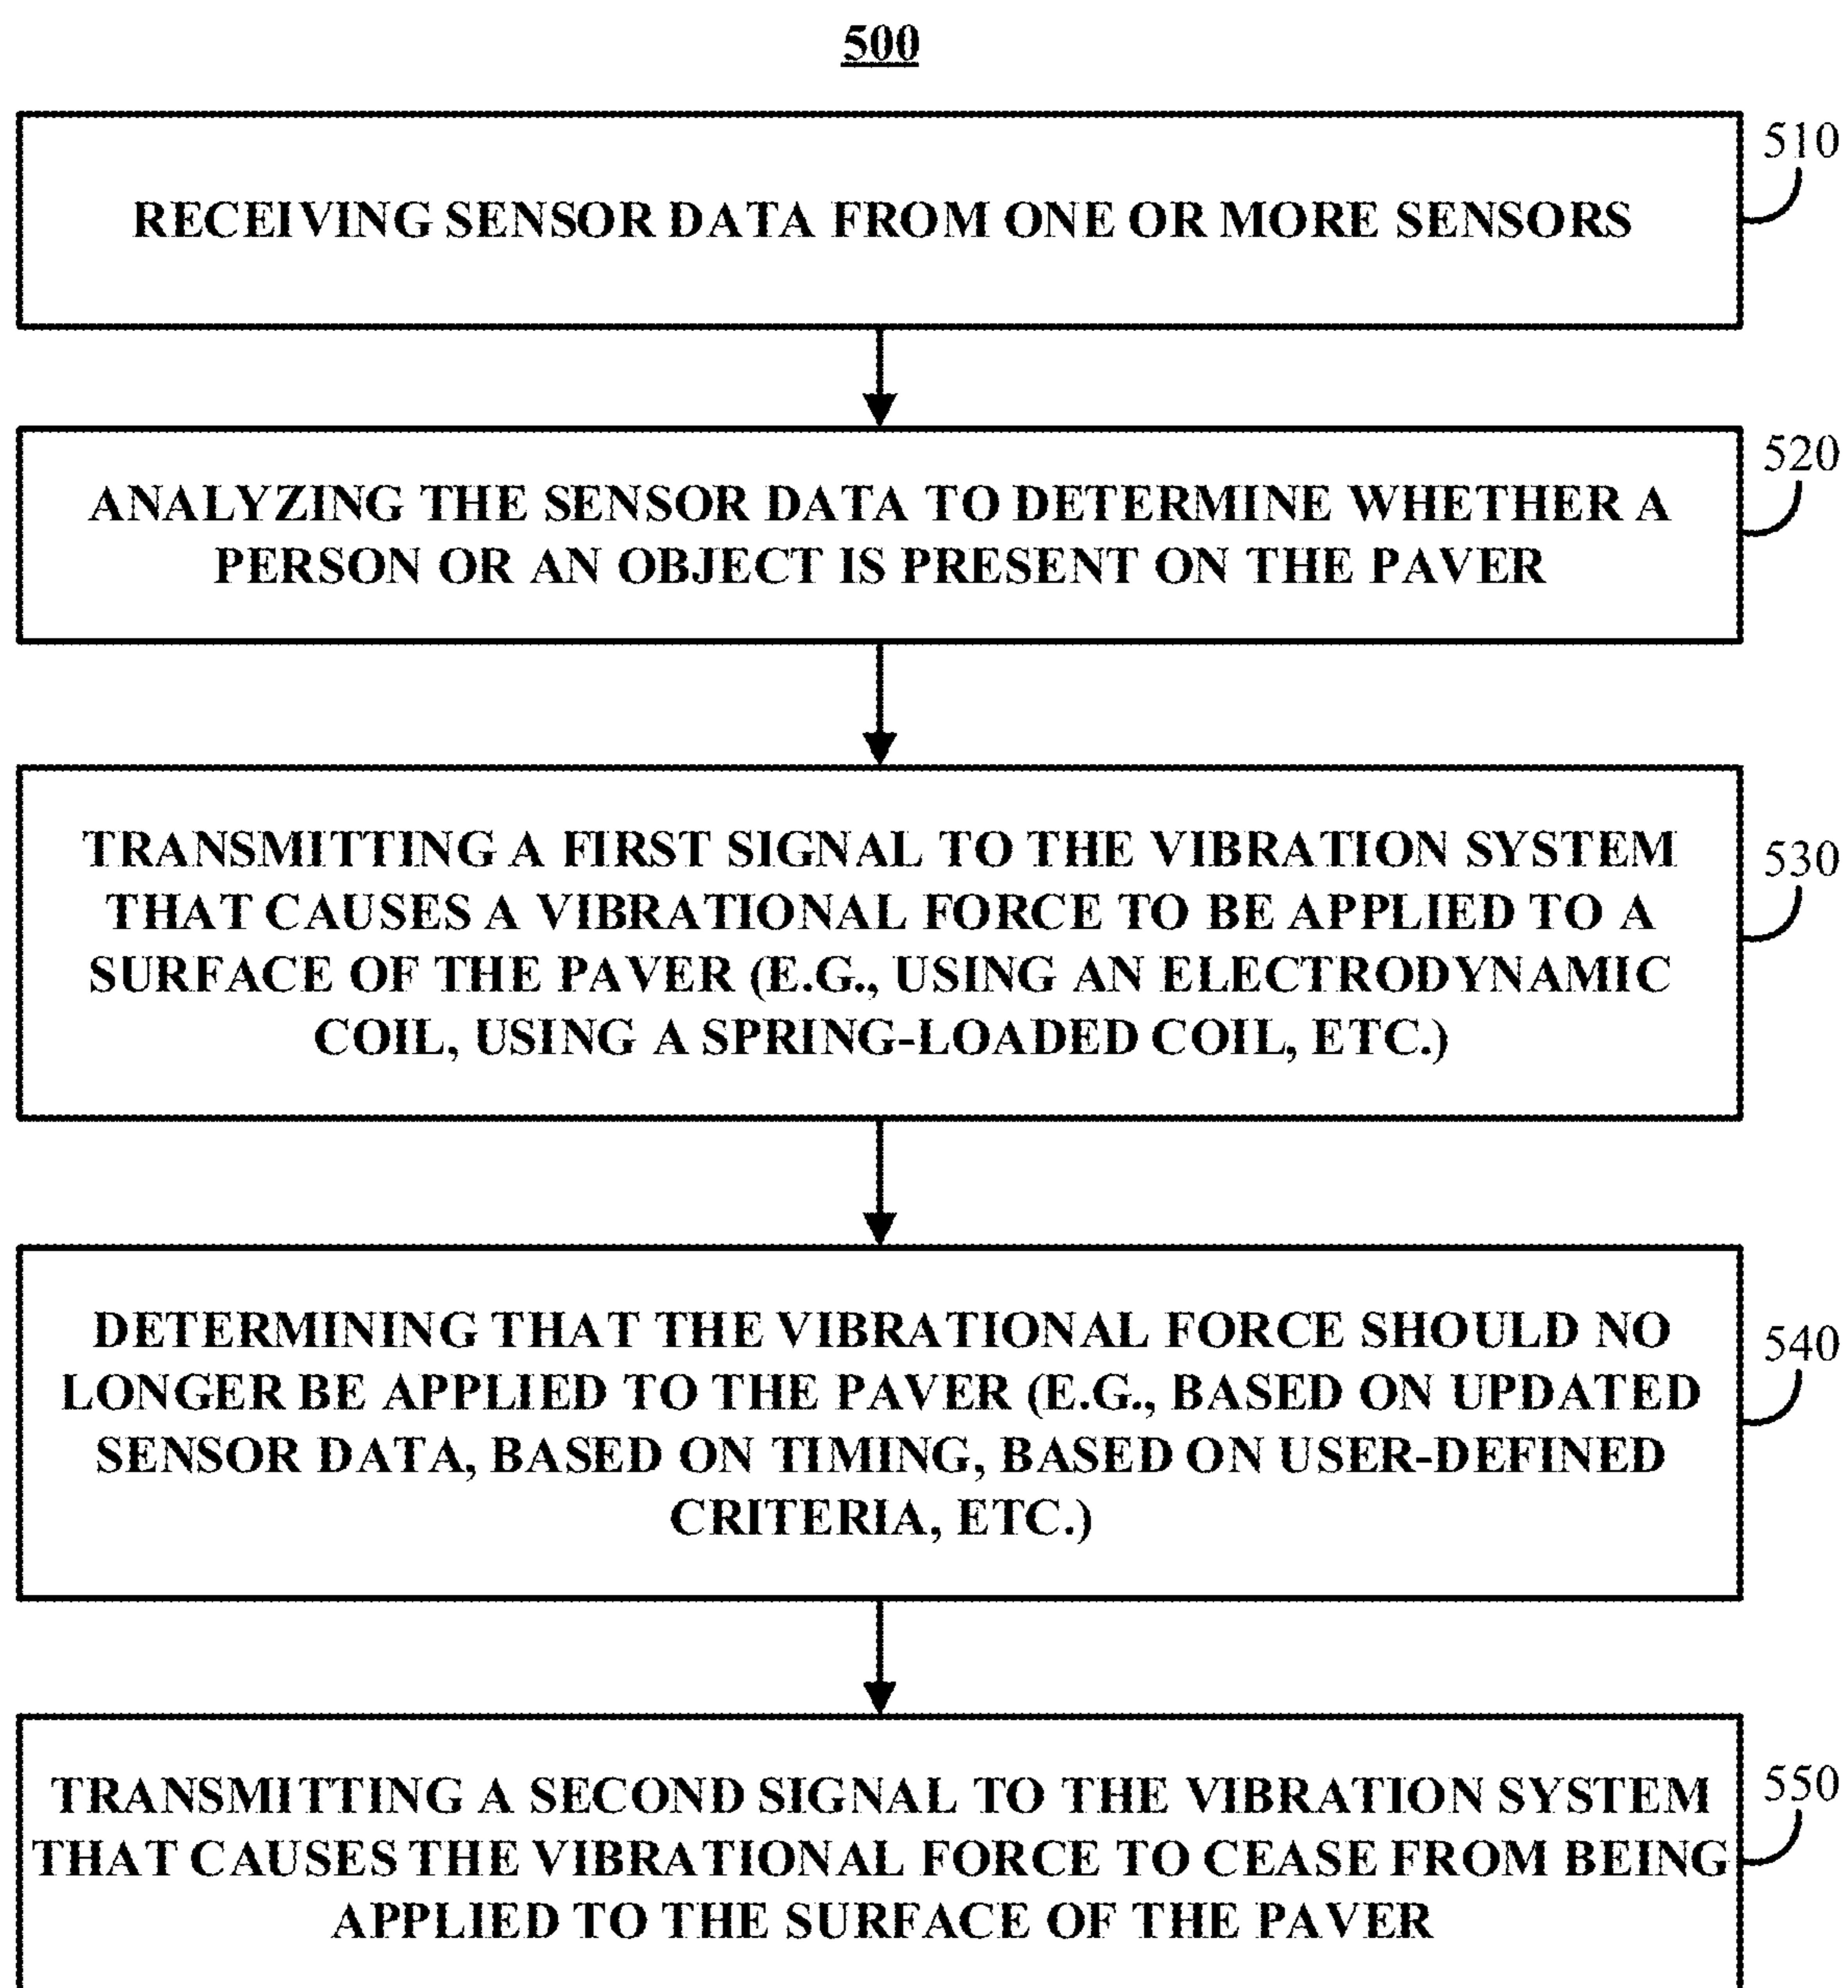 500
510
RECEIVING SENSOR DATA FROM ONE OR MORE SENSORS
520
ANALYZING THE SENSOR DATA TO DETERMINE WHETHER A
PERSON OR AN OBJECT IS PRESENT ON THE PAVER
530
TRANSMITTING A FIRST SIGNAL TO THE VIBRATION SYSTEM
THAT CAUSES A VIBRATIONAL FORCE TO BE APPLIED TO A
SURFACE OF THE PAVER (E.G., USING AN ELECTRODYNAMIC
COIL, USING A SPRING-LOADED COIL, ETC.)
540
DETERMINING THAT THE VIBRATIONAL FORCE SHOULD NO
LONGER BE APPLIED TO THE PAVER (E.G., BASED ON UPDATED
SENSOR DATA, BASED ON TIMING, BASED ON USER-DEFINED
CRITERIA, ETC.)
550
TRANSMITTING A SECOND SIGNAL TO THE VIBRATION SYSTEM
THAT CAUSES THE VIBRATIONAL FORCE TO CEASE FROM BEING
APPLIED TO THE SURFACE OF THE PAVER